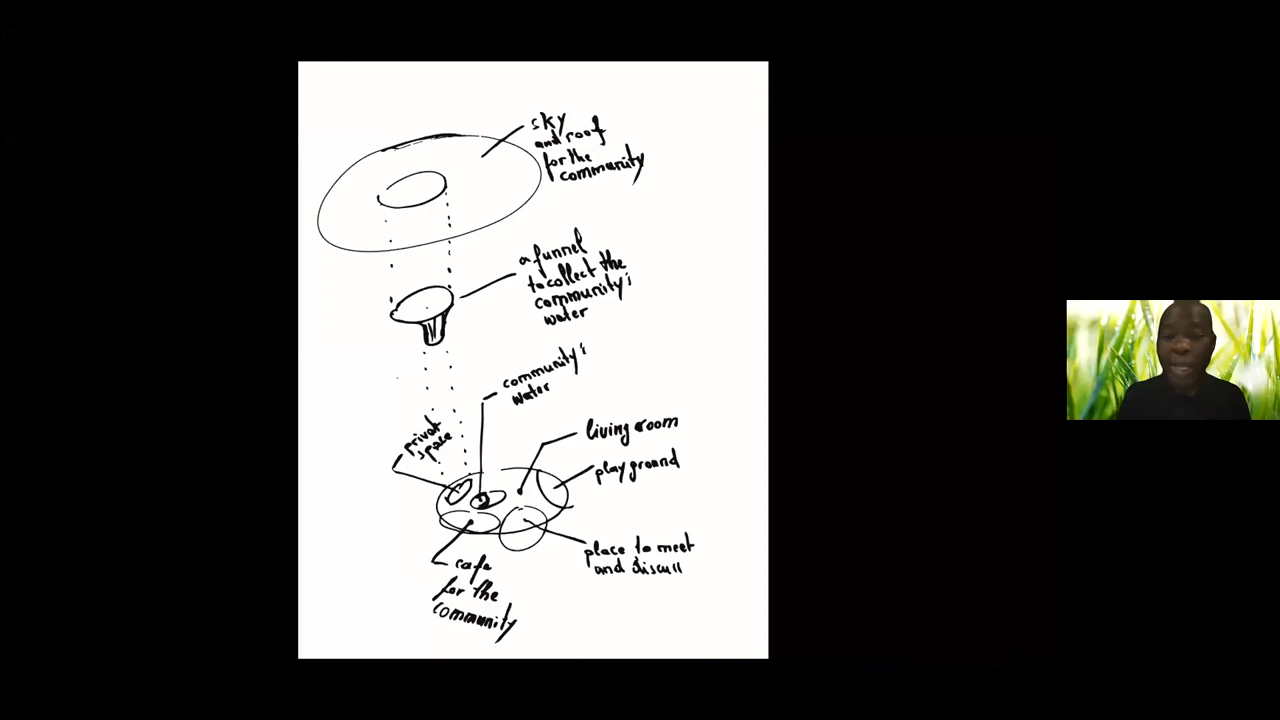 sky
and roof
for the
community
a funnel
to collect the
community's
water
community's
water
privat
space
living room
play ground
place to meet
and discuss
cafe
for the
community